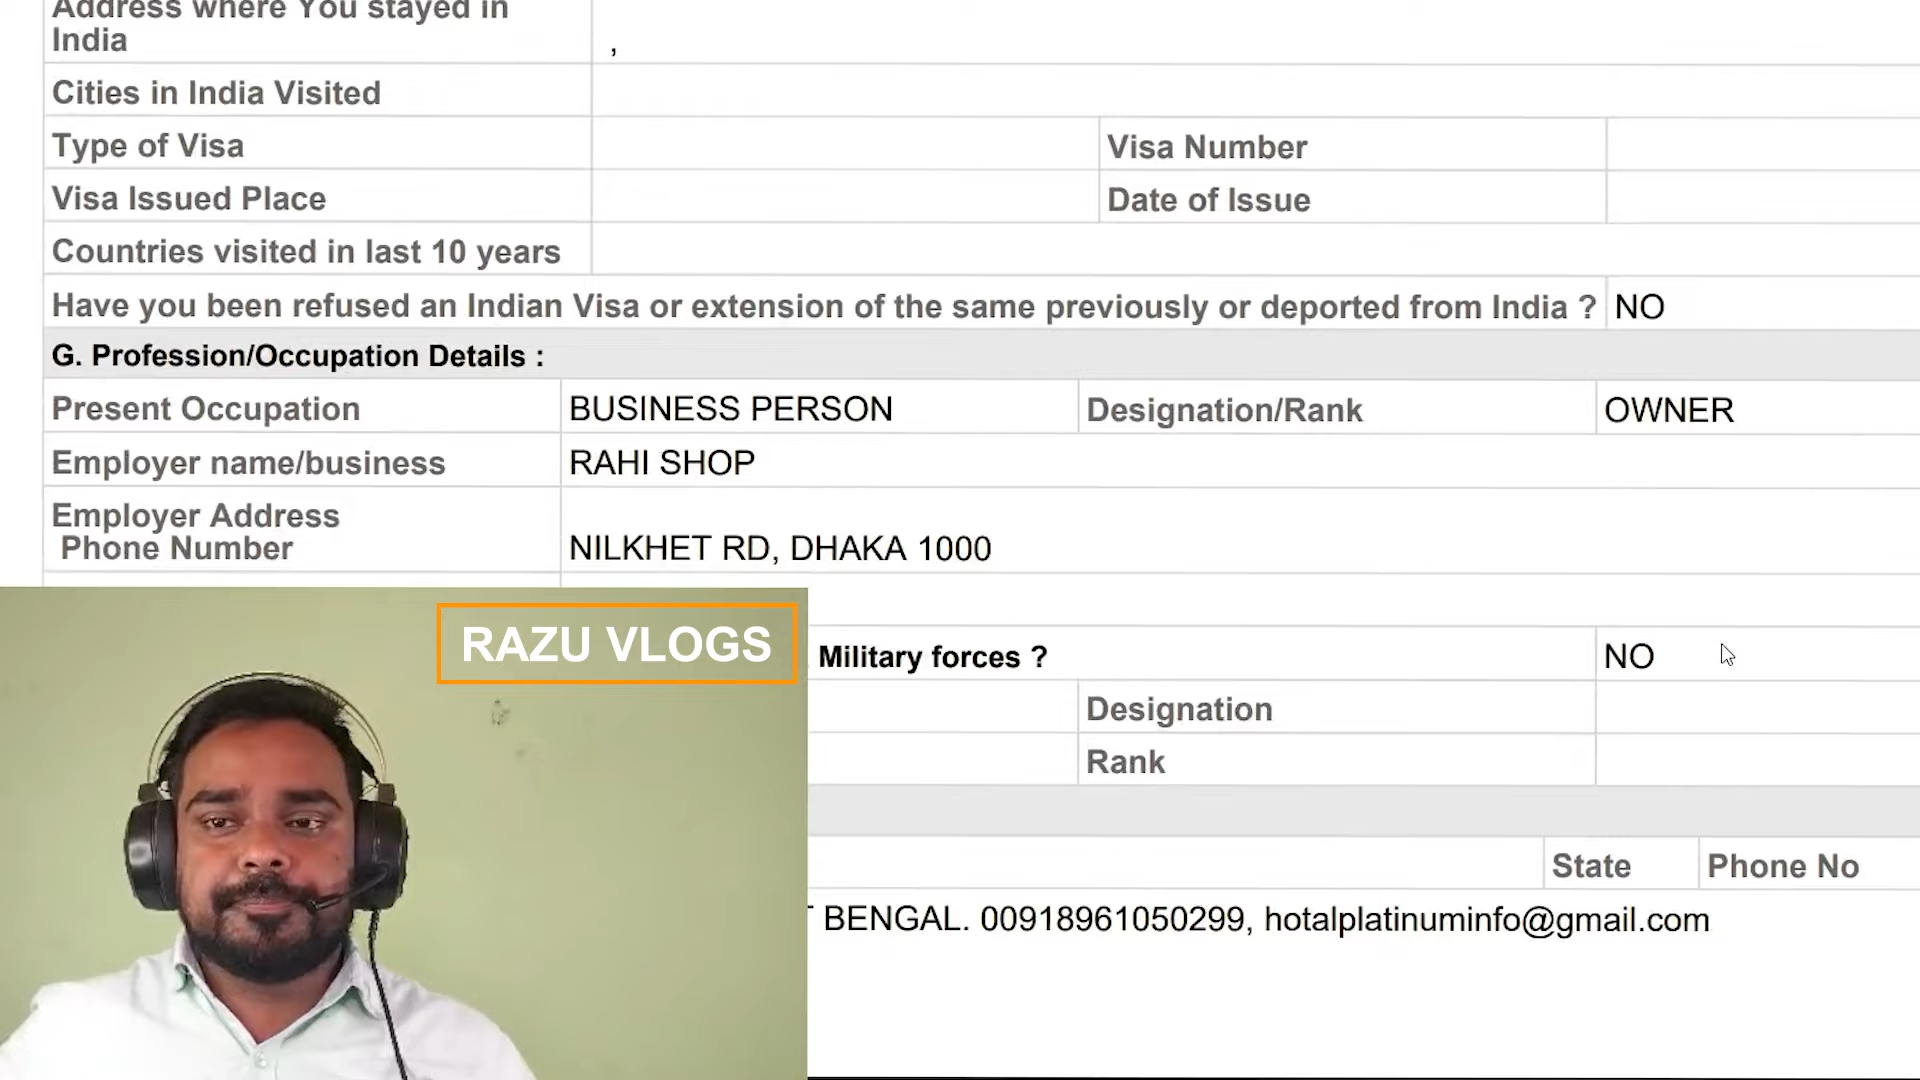 Address where You stayed in
India
,
Cities in India Visited
Type of Visa
Visa Number
Visa Issued Place
Date of Issue
Countries visited in last 10 years
Have you been refused an Indian Visa or extension of the same previously or deported from India ? NO
G. Profession/Occupation Details :
Present Occupation BUSINESS PERSON Designation/Rank OWNER
Employer name/business RAHI SHOP
Employer Address
Phone Number NILKHET RD, DHAKA 1000
RAZU VLOGS
Military forces ? NO
Designation
Rank
State Phone No
BENGAL. 00918961050299, hotalplatinuminfo@gmail.com